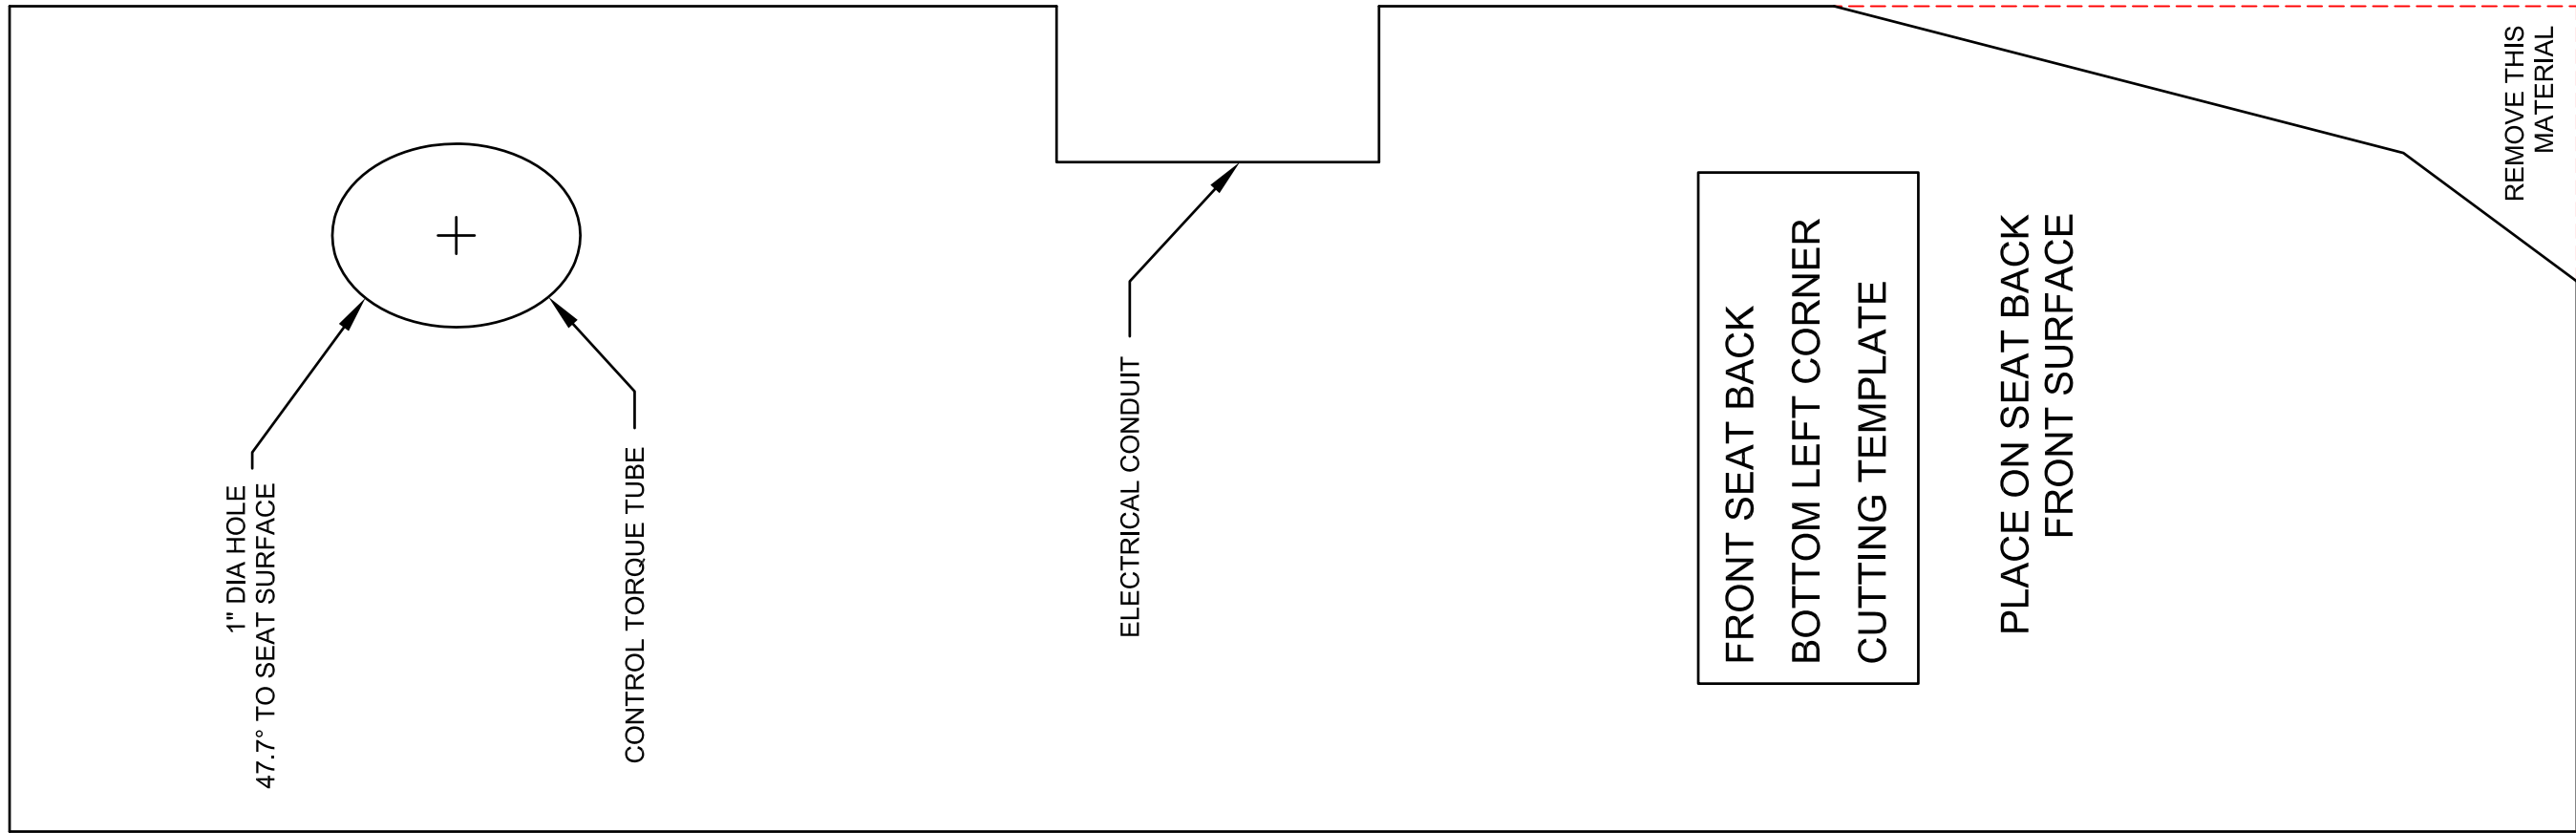 1" DIA HOLE
47.7° TO SEAT SURFACE
CONTROL TORQUE TUBE
ELECTRICAL CONDUIT
FRONT SEAT BACK
BOTTOM LEFT CORNER
CUTTING TEMPLATE
PLACE ON SEAT BACK
FRONT SURFACE
REMOVE THIS
MATERIAL